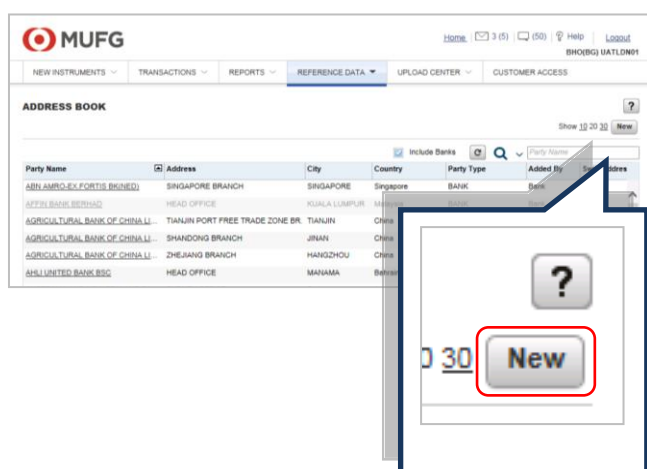 MUFG
Home 3 (5) (50) Help Logout
BHO(BG) UATLDN01
NEW INSTRUMENTS TRANSACTIONS REPORTS REFERENCE DATA UPLOAD CENTER CUSTOMER ACCESS
ADDRESS BOOK ?
Show 10 20 30 New
Include Banks Party Name
Party Name Address City Country Party Type Added By
ABN AMRO-EX.FORTIS BK(NED) SINGAPORE BRANCH SINGAPORE Singapore BANK Bank
AFFIN BANK BERHAD HEAD OFFICE KUALA LUMPUR Malaysia BANK Bank
AGRICULTURAL BANK OF CHINA LI... TIANJIN PORT FREE TRADE ZONE BR. TIANJIN China
AGRICULTURAL BANK OF CHINA LI... SHANDONG BRANCH JINAN China
AGRICULTURAL BANK OF CHINA LI... ZHEJIANG BRANCH HANGZHOU China
AHLI UNITED BANK BSC HEAD OFFICE MANAMA Bahrain
?
0 30 New